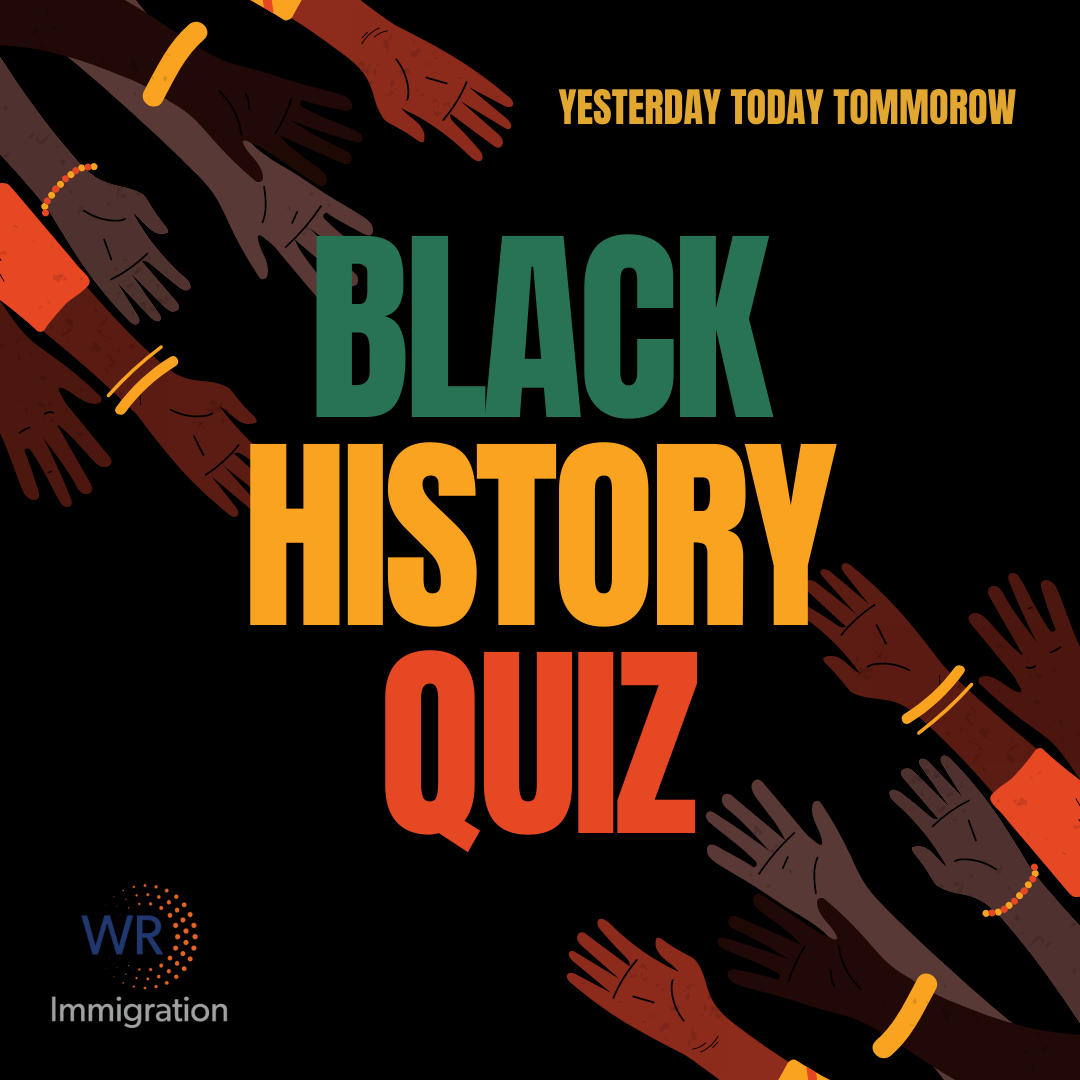 YESTERDAY TODAY TOMMOROW
BLACK
HISTORY
QUIZ
WR
Immigration